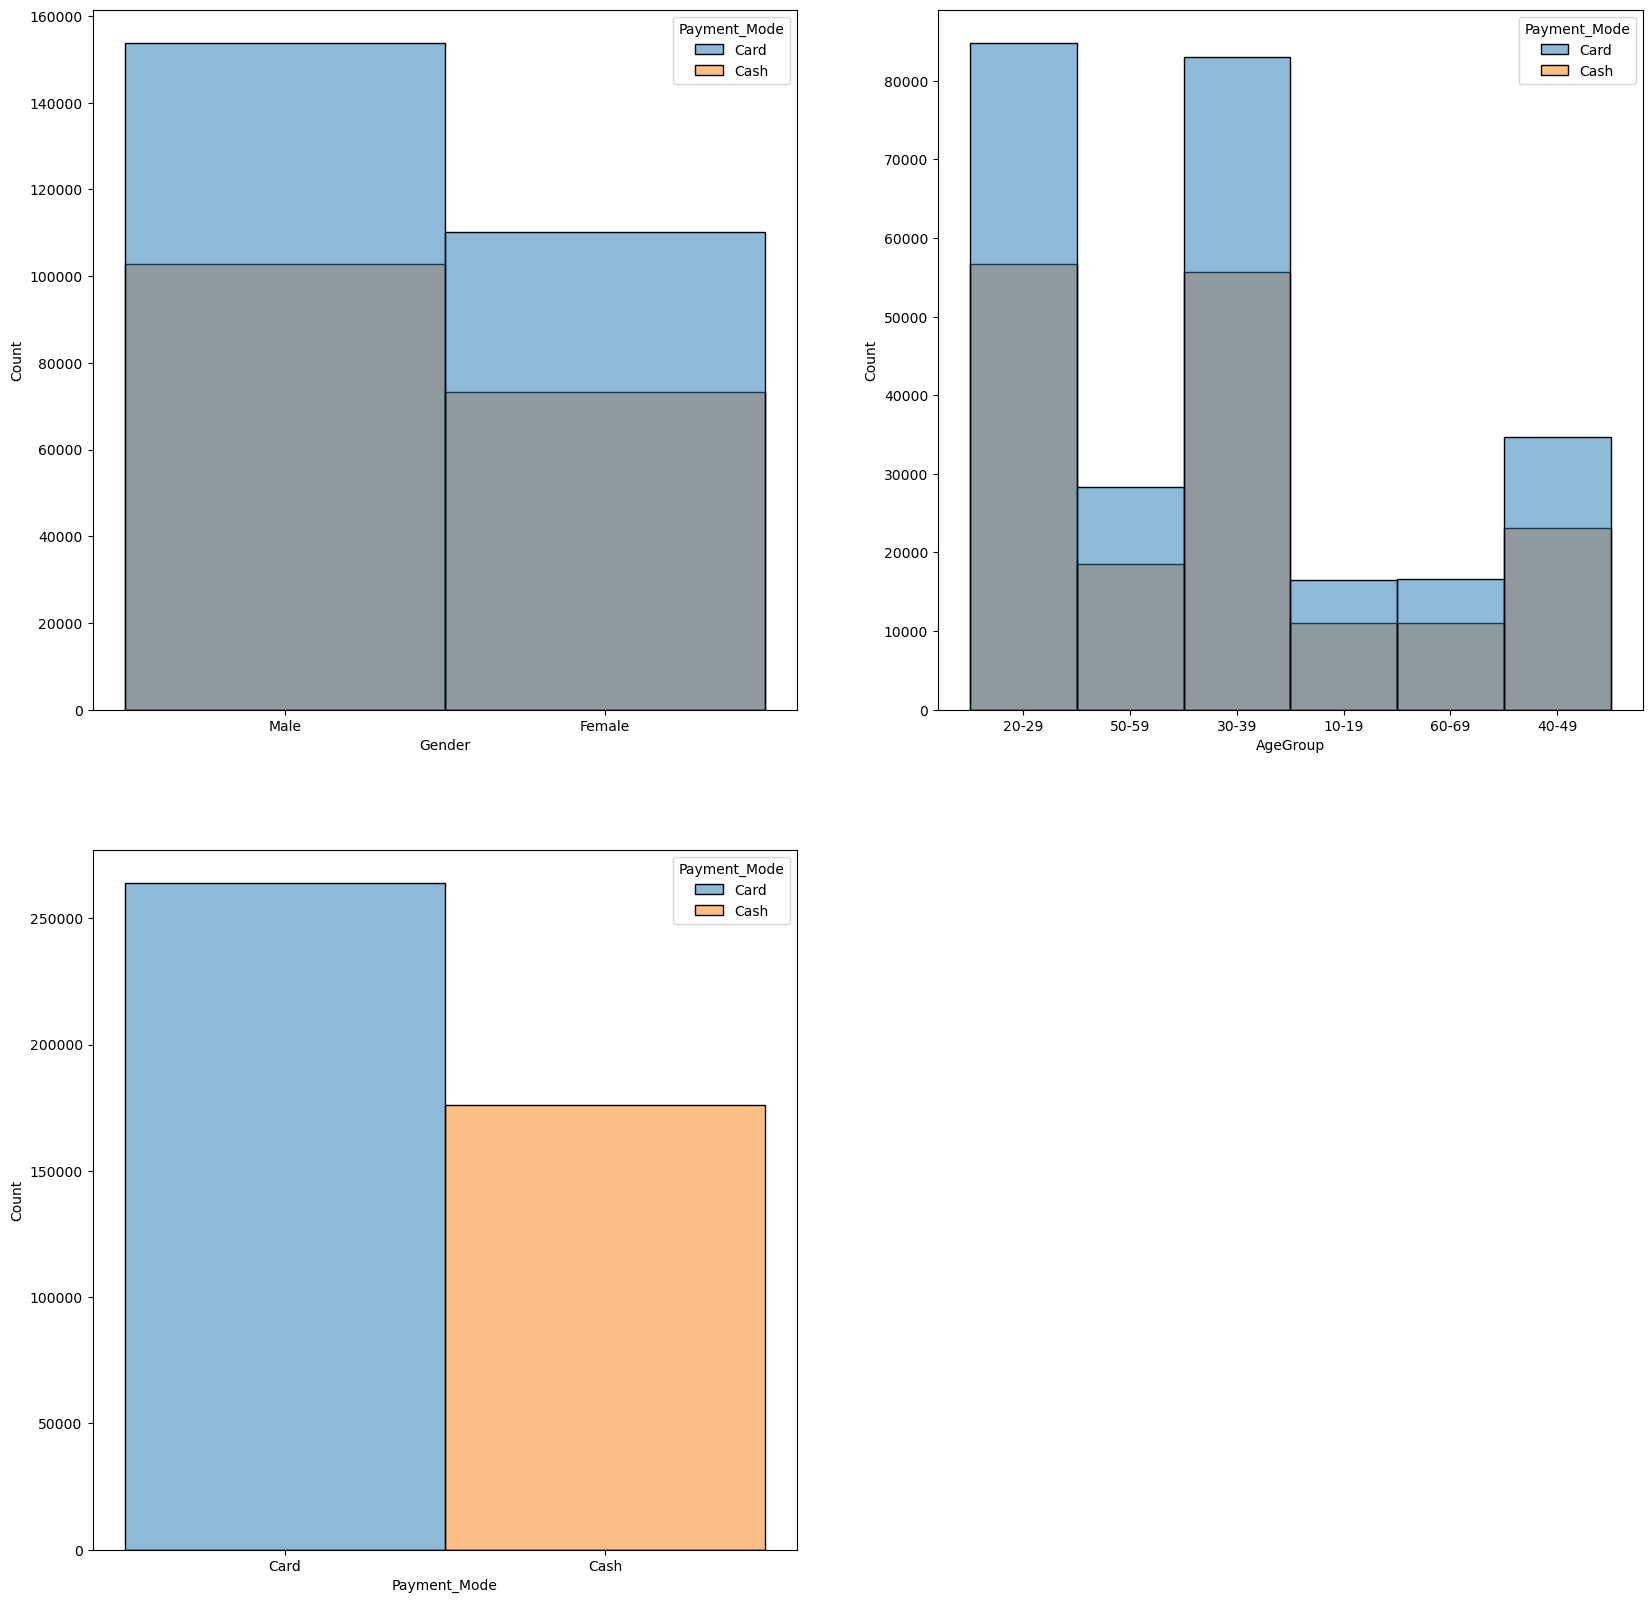 160000
140000
120000
100000
80000
60000
40000
20000
0
Count
Male Female
Gender
Payment_Mode
Card
Cash
80000
70000
60000
50000
40000
30000
20000
10000
0
Count
20-29 50-59 30-39 10-19 60-69 40-49
AgeGroup
Payment_Mode
Card
Cash
250000
200000
150000
100000
50000
0
Count
Card Cash
Payment_Mode
Payment_Mode
Card
Cash